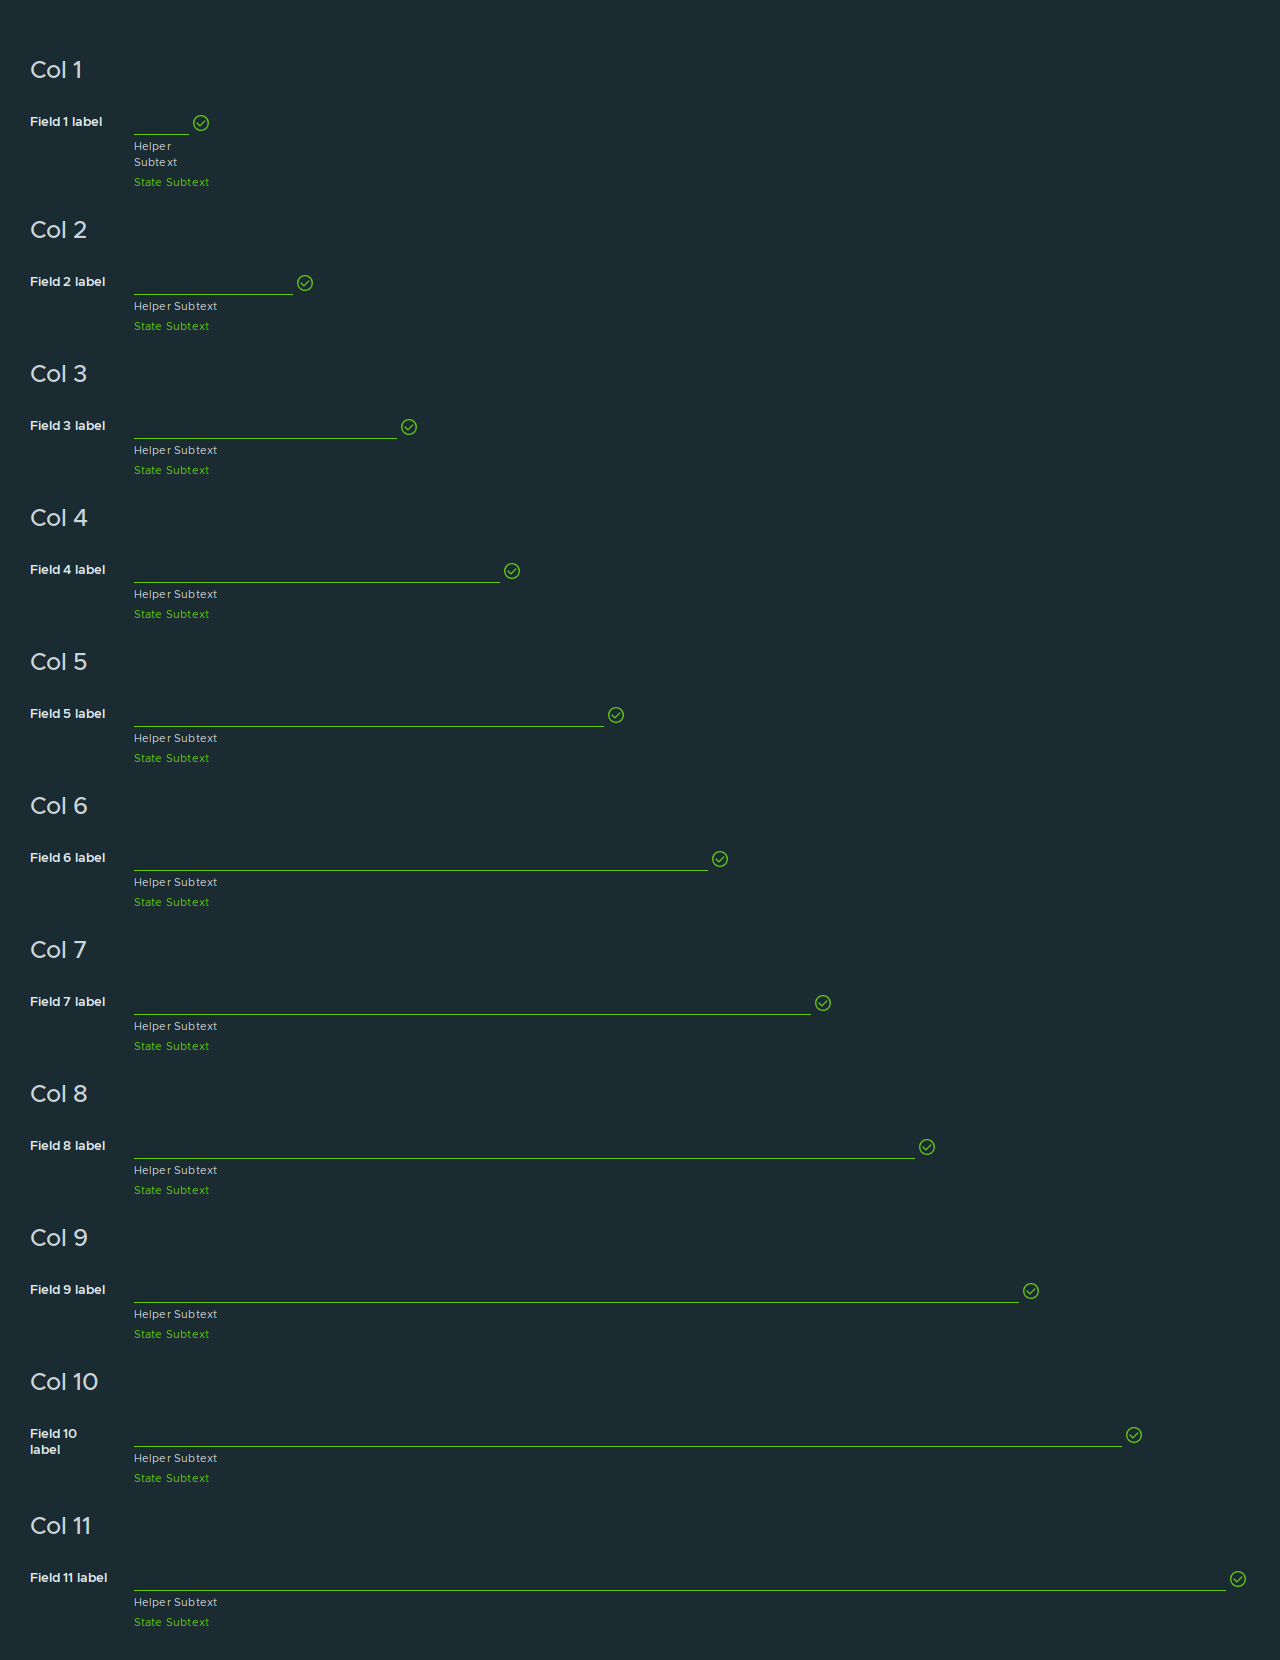 Col 1
Field 1 label
Helper
Subtext
State Subtext
Col 2
Field 2 label
Helper Subtext
State Subtext
Col 3
Field 3 label
Helper Subtext
State Subtext
Col 4
Field 4 label
Helper Subtext
State Subtext
Col 5
Field 5 label
Helper Subtext
State Subtext
Col 6
Field 6 label
Helper Subtext
State Subtext
Col 7
Field 7 label
Helper Subtext
State Subtext
Col 8
Field 8 label
Helper Subtext
State Subtext
Col 9
Field 9 label
Helper Subtext
State Subtext
Col 10
Field 10
label
Helper Subtext
State Subtext
Col 11
Field 11 label
Helper Subtext
State Subtext